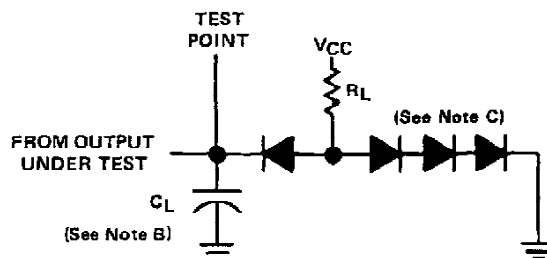 TEST
POINT
VCC
RL
(See Note C)
FROM OUTPUT
UNDER TEST
CL
(See Note B)